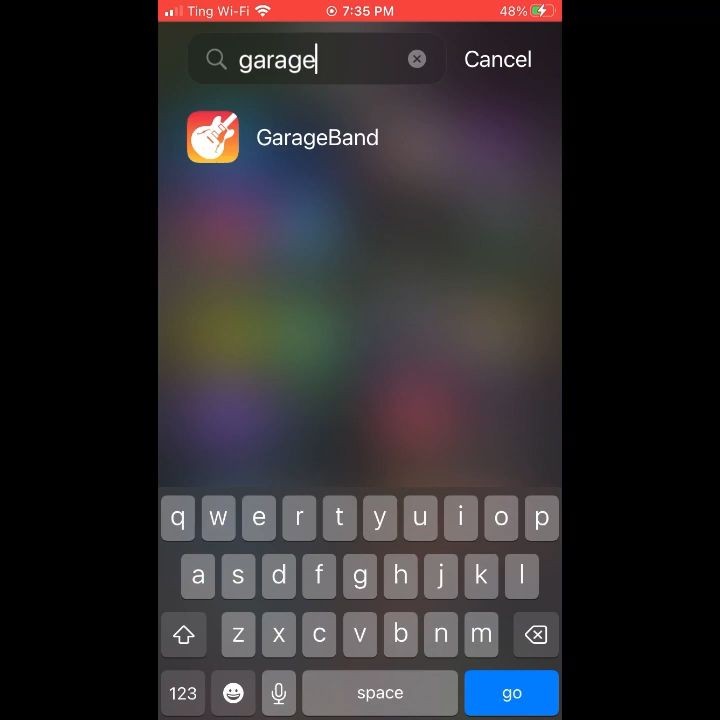 Ting Wi-Fi 7:35 PM 48%
garage Cancel
GarageBand
q w e r t y u i o p
a s d f g h j k l
z x c v b n m
123 space go